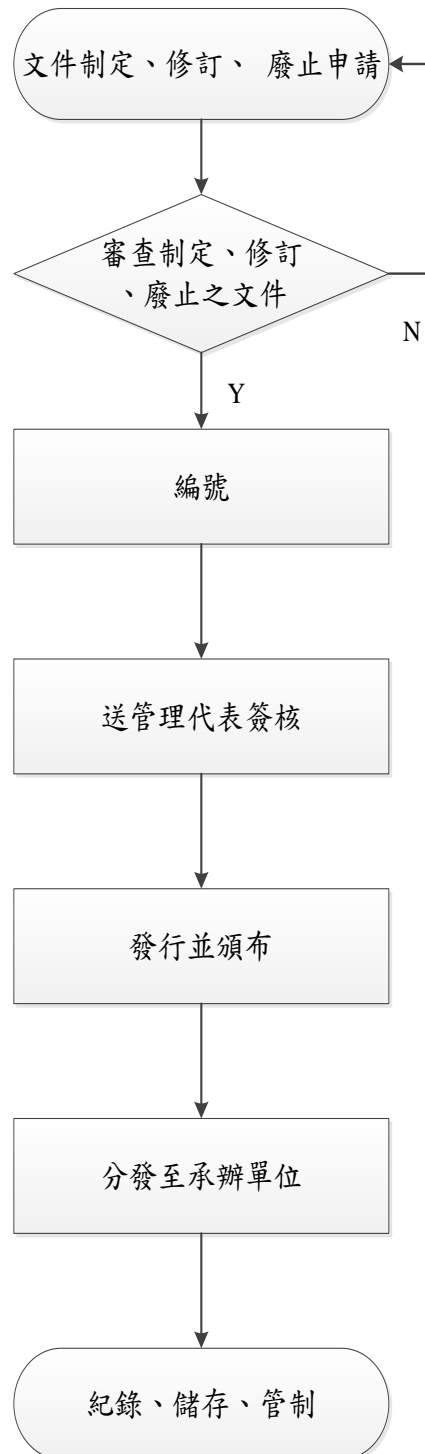 文件制定、修訂、 廢止申請
審查制定、修訂
、廢止之文件
N
Y
編號
送管理代表簽核
發行並頒布
分發至承辦單位
紀錄、儲存、管制